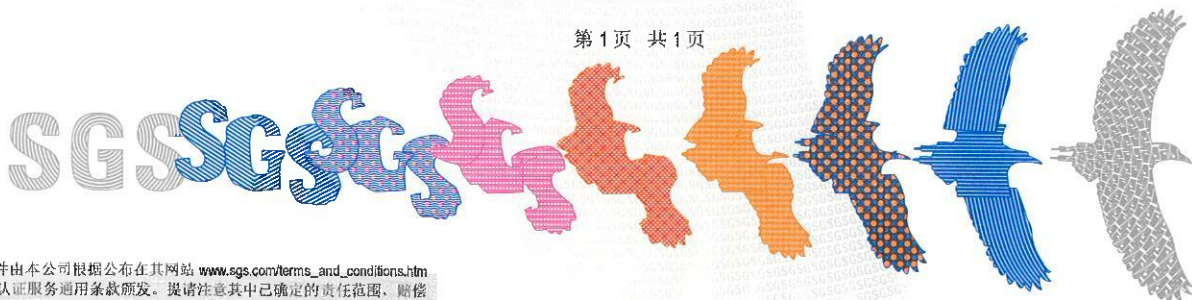 第 1 页 共 1 页
SGS SGS SGS
件由本公司根据公布在其网站 www.sgs.com/terms_and_conditions.htm
认证服务通用条款颁发。提请注意其中已确定的责任范围、赔偿